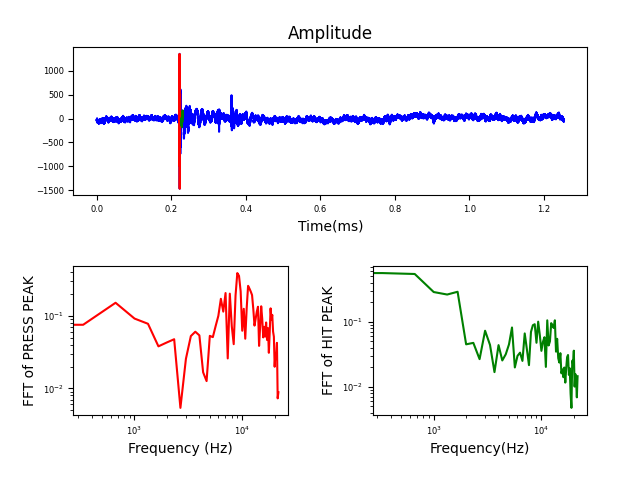 Amplitude
1000
500
0
−500
−1000
−1500
0.0 0.2 0.4 0.6 0.8 1.0 1.2
Time(ms)
FFT of PRESS PEAK
10⁻¹
10⁻²
10³ 10⁴
Frequency (Hz)
FFT of HIT PEAK
10⁻¹
10⁻²
10³ 10⁴
Frequency(Hz)